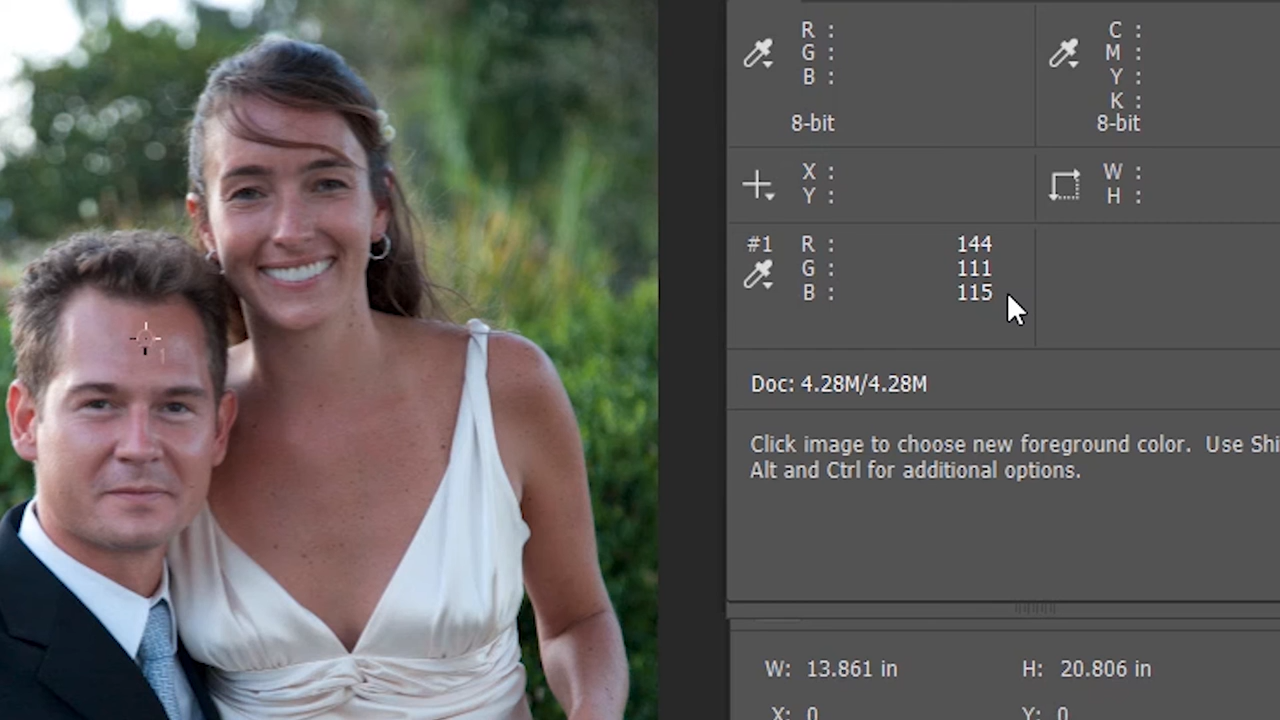 R :
G :
B :
8-bit
C :
M :
Y :
K :
8-bit
X :
Y :
W :
H :
#1 R : 144
G : 111
B : 115
1
Doc: 4.28M/4.28M
Click image to choose new foreground color. Use Shi
Alt and Ctrl for additional options.
W: 13.861 in H: 20.806 in
X: 0 Y: 0